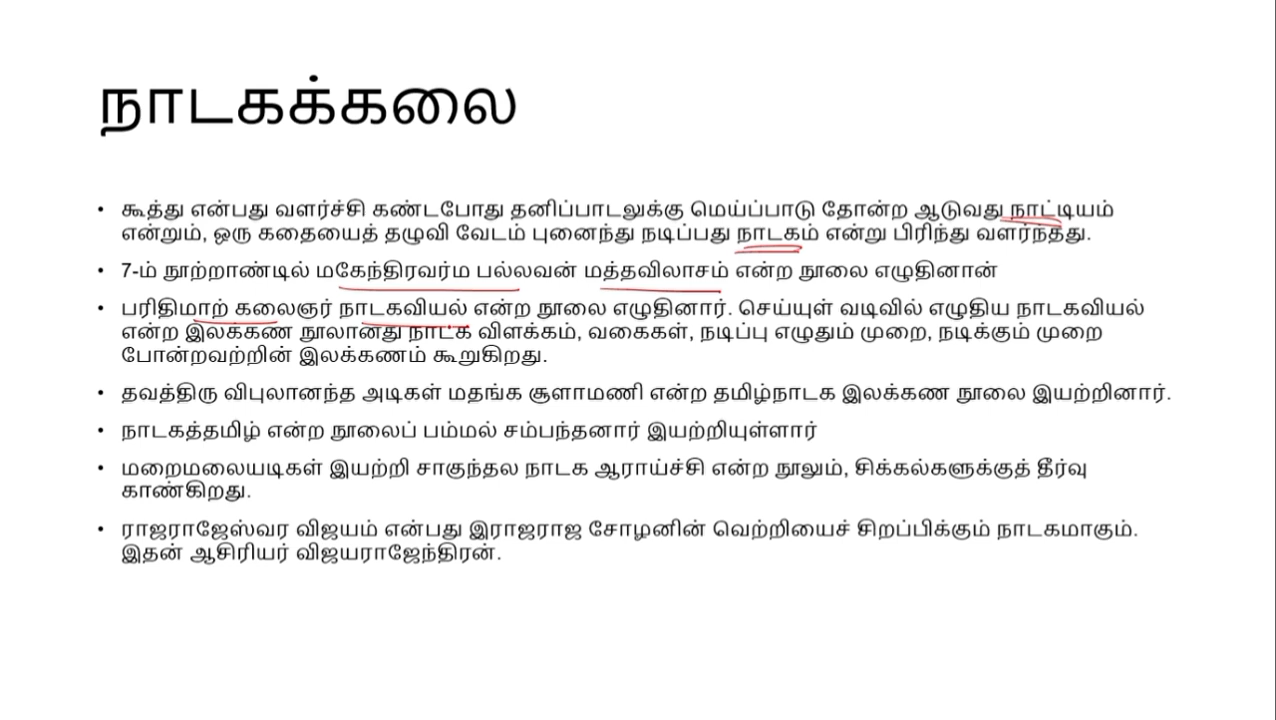 நாடகக்கலை
• கூத்து என்பது வளர்ச்சி கண்டபோது தனிப்பாடலுக்கு மெய்ப்பாடு தோன்ற ஆடுவது நாட்டியம்
என்றும், ஒரு கதையைத் தழுவி வேடம் புனைந்து நடிப்பது நாடகம் என்று பிரிந்து வளர்ந்தது.
• 7-ம் நூற்றாண்டில் மகேந்திரவர்ம பல்லவன் மத்தவிலாசம் என்ற நூலை எழுதினான்
• பரிதிமாற் கலைஞர் நாடகவியல் என்ற நூலை எழுதினார். செய்யுள் வடிவில் எழுதிய நாடகவியல்
என்ற இலக்கண நூலானது நாடக விளக்கம், வகைகள், நடிப்பு எழுதும் முறை, நடிக்கும் முறை
போன்றவற்றின் இலக்கணம் கூறுகிறது.
• தவத்திரு விபுலானந்த அடிகள் மதங்க சூளாமணி என்ற தமிழ்நாடக இலக்கண நூலை இயற்றினார்.
• நாடகத்தமிழ் என்ற நூலைப் பம்மல் சம்பந்தனார் இயற்றியுள்ளார்
• மறைமலையடிகள் இயற்றி சாகுந்தல நாடக ஆராய்ச்சி என்ற நூலும், சிக்கல்களுக்குத் தீர்வு
காண்கிறது.
• ராஜராஜேஸ்வர விஜயம் என்பது இராஜராஜ சோழனின் வெற்றியைச் சிறப்பிக்கும் நாடகமாகும்.
இதன் ஆசிரியர் விஜயராஜேந்திரன்.